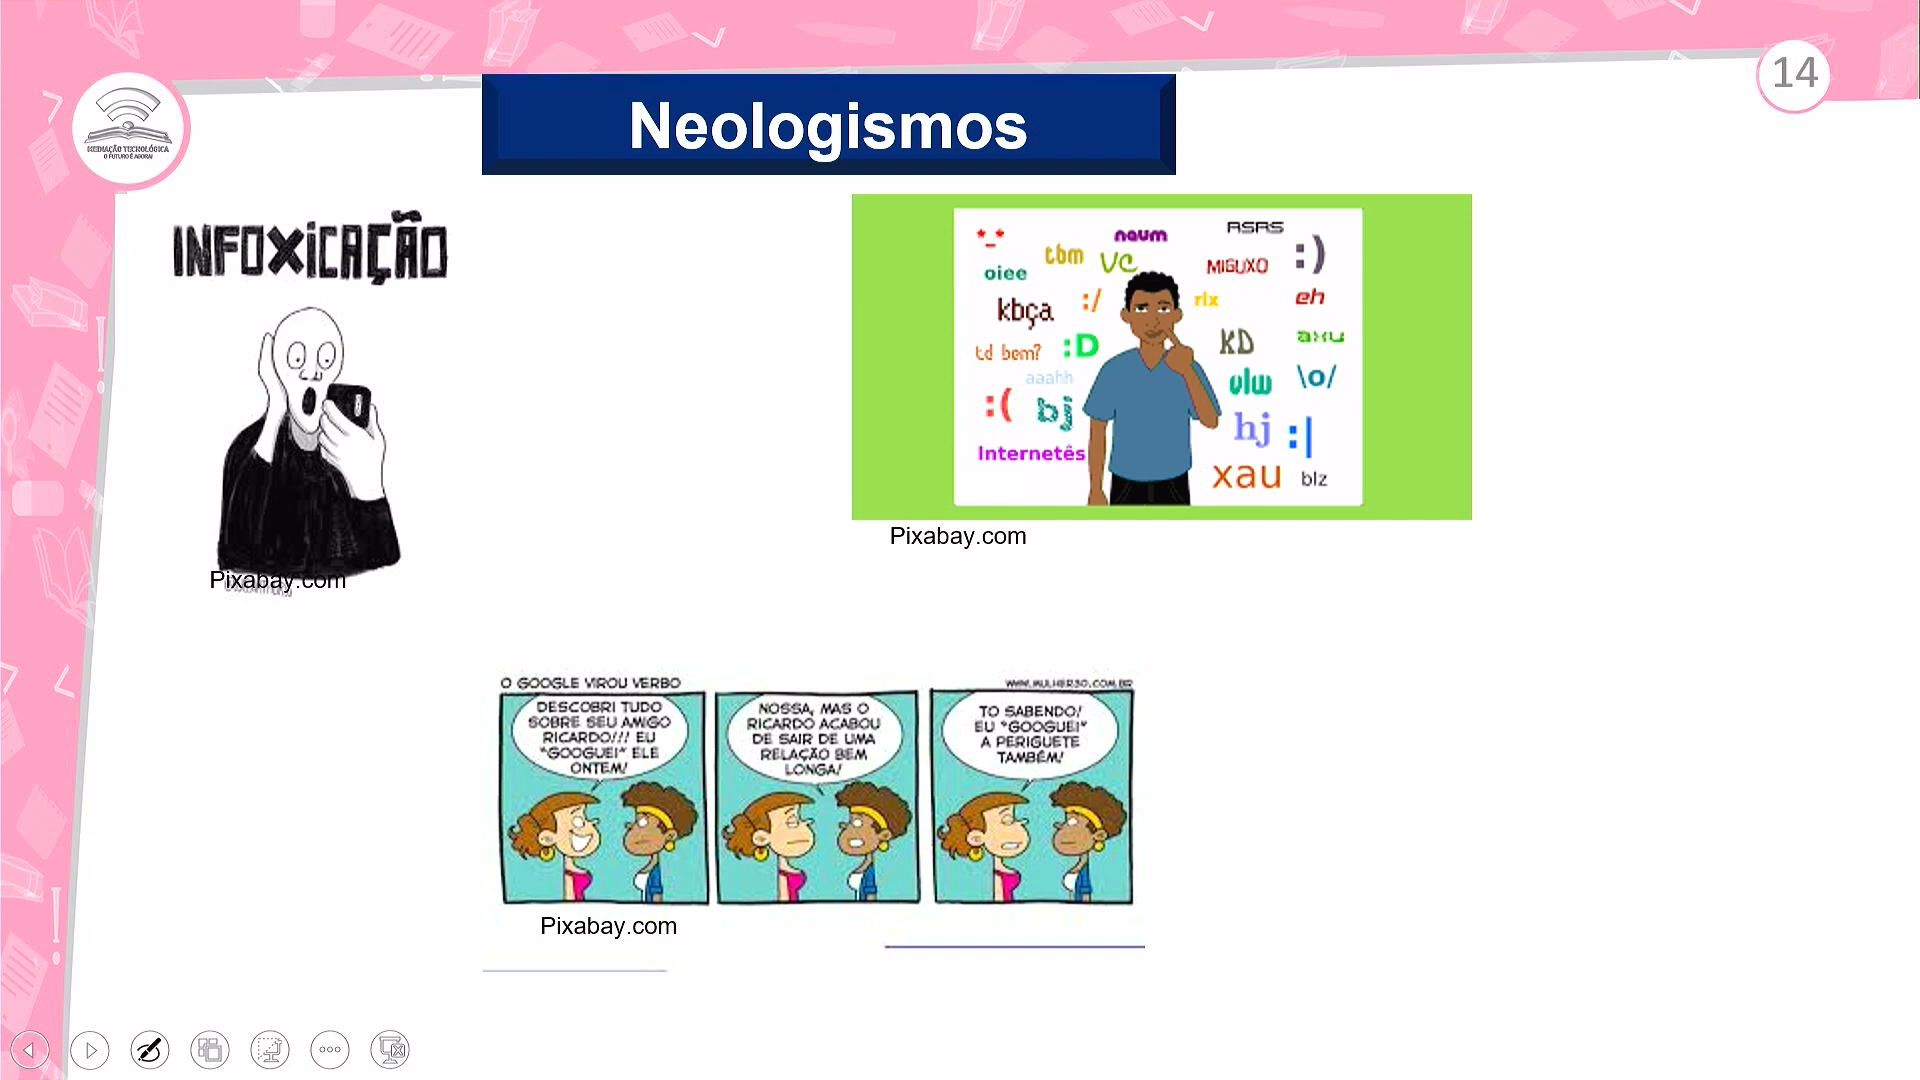 14
MEDIAÇÃO TECNOLÓGICA
O FUTURO É AGORA!
Neologismos
INFOXiCAÇÃO
Pixabay.com
*_*
naum
RSRS
tbm
vc
:)
oiee
MIGUXO
kbça
:/
rlx
eh
td bem?
:D
KD
axu
aaahh
vlw
\o/
:(
bj
hj
:|
Internetês
xau
blz
Pixabay.com
O GOOGLE VIROU VERBO
WWW.MULHER30.COM.BR
DESCOBRI TUDO
SOBRE SEU AMIGO
RICARDO!!! EU
"GOOGUEI" ELE
ONTEM!
NOSSA, MAS O
RICARDO ACABOU
DE SAIR DE UMA
RELAÇÃO BEM
LONGA!
TO SABENDO!
EU "GOOGUEI"
A PERIGUETE
TAMBÉM!
Pixabay.com